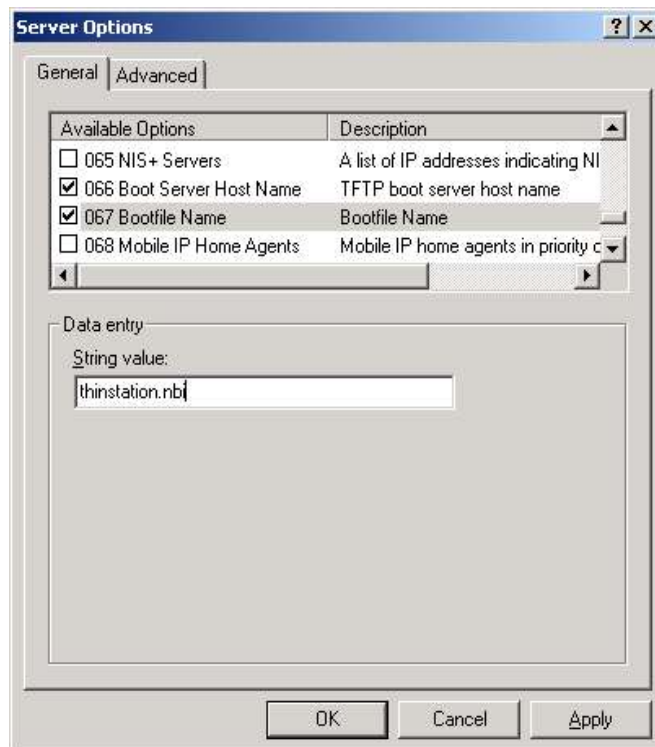 Server Options
General Advanced
Available Options Description
065 NIS+ Servers A list of IP addresses indicating NI
066 Boot Server Host Name TFTP boot server host name
067 Bootfile Name Bootfile Name
068 Mobile IP Home Agents Mobile IP home agents in priority c
Data entry
String value:
thinstation.nbi
OK Cancel Apply